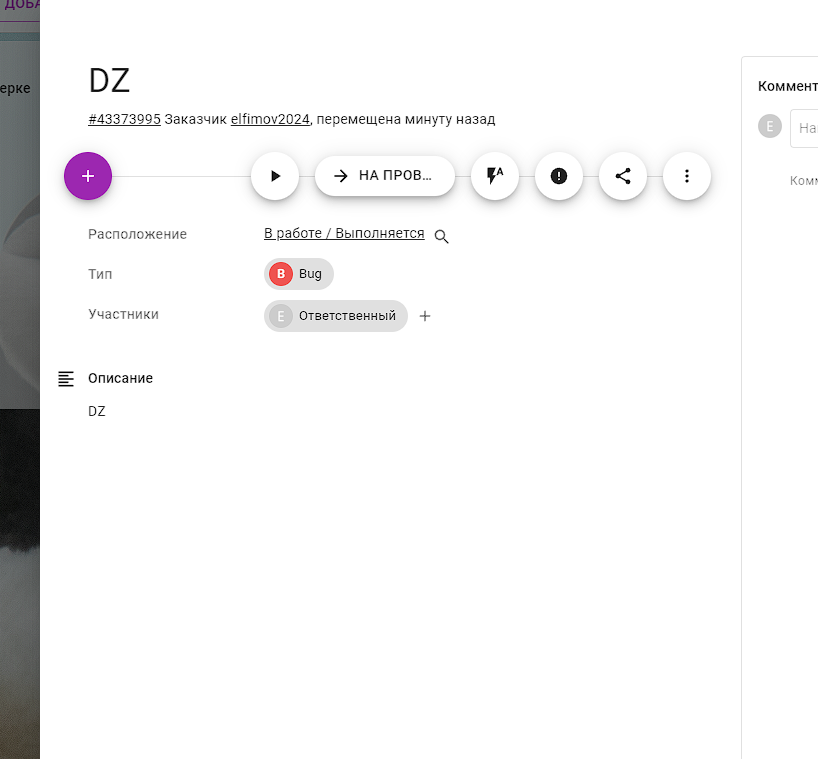 DZ
#43373995 Заказчик elfimov2024, перемещена минуту назад
НА ПРОВ...
A
Расположение
В работе / Выполняется
Тип
B Bug
Участники
E Ответственный
Описание
DZ
Коммент
E На
Комм
ДОБА
ерке